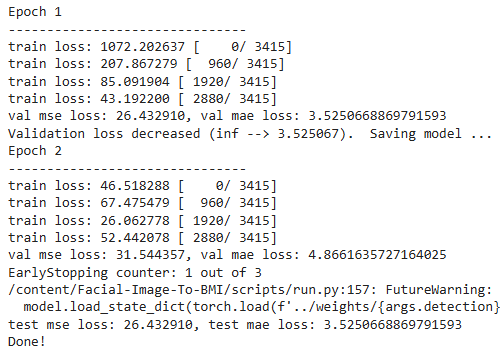 Epoch 1
-------------------------------
train loss: 1072.202637 [    0/ 3415]
train loss: 207.867279 [  960/ 3415]
train loss: 85.091904 [ 1920/ 3415]
train loss: 43.192200 [ 2880/ 3415]
val mse loss: 26.432910, val mae loss: 3.5250668869791593
Validation loss decreased (inf --> 3.525067).  Saving model ...
Epoch 2
-------------------------------
train loss: 46.518288 [    0/ 3415]
train loss: 67.475479 [  960/ 3415]
train loss: 26.062778 [ 1920/ 3415]
train loss: 52.442078 [ 2880/ 3415]
val mse loss: 31.544357, val mae loss: 4.8661635727164025
EarlyStopping counter: 1 out of 3
/content/Facial-Image-To-BMI/scripts/run.py:157: FutureWarning:
  model.load_state_dict(torch.load(f'../weights/{args.detection}
test mse loss: 26.432910, test mae loss: 3.5250668869791593
Done!